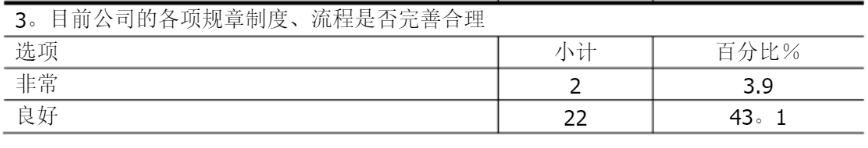 3。目前公司的各项规章制度、流程是否完善合理
选项 小计 百分比%
非常 2 3.9
良好 22 43。1